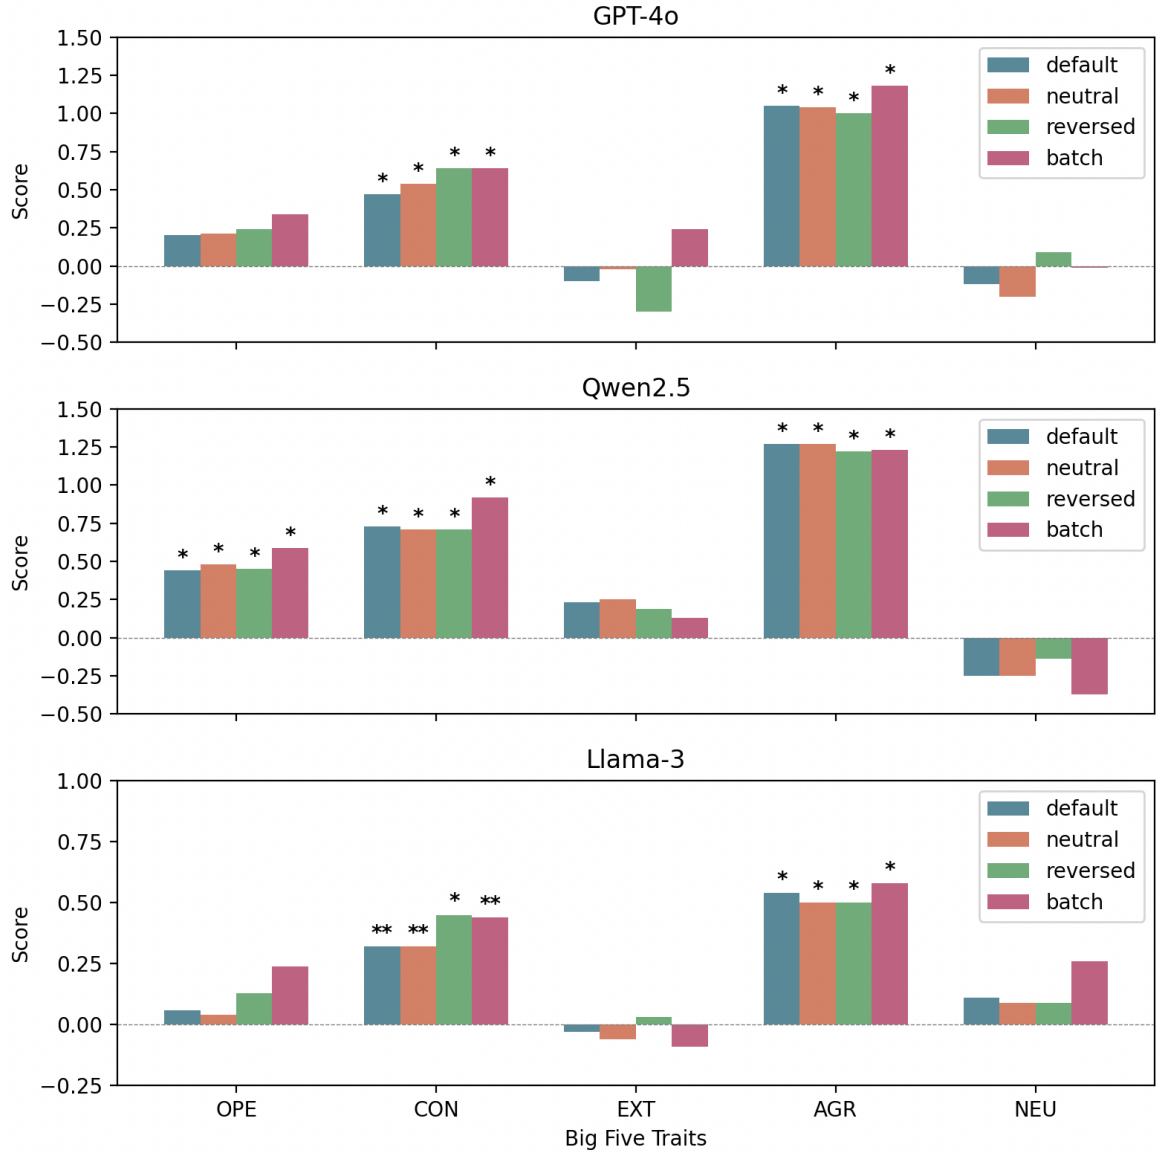 GPT-4o
1.50
1.25
1.00
0.75
0.50
0.25
0.00
−0.25
−0.50
Score
* * * *
* * * *
default
neutral
reversed
batch
Qwen2.5
1.50
1.25
1.00
0.75
0.50
0.25
0.00
−0.25
−0.50
Score
* * * *
* * * *
* * * *
default
neutral
reversed
batch
Llama-3
1.00
0.75
0.50
0.25
0.00
−0.25
Score
** ** * **
* * * *
default
neutral
reversed
batch
OPE CON EXT AGR NEU
Big Five Traits